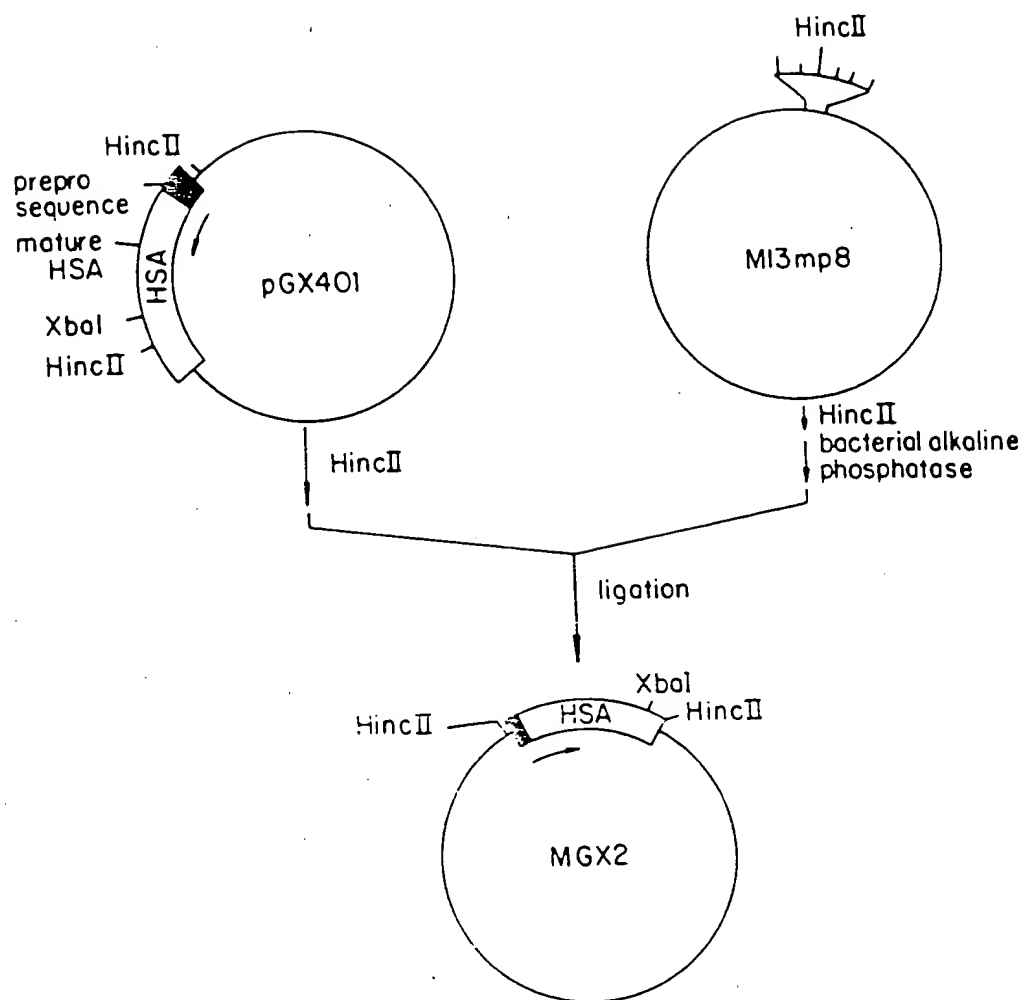 HincII
HincII
prepro
sequence
mature
HSA
HSA
XbaI
HincII
pGX401
M13mp8
HincII
HincII
bacterial alkaline
phosphatase
ligation
XbaI
HincII
HSA
HincII
MGX2